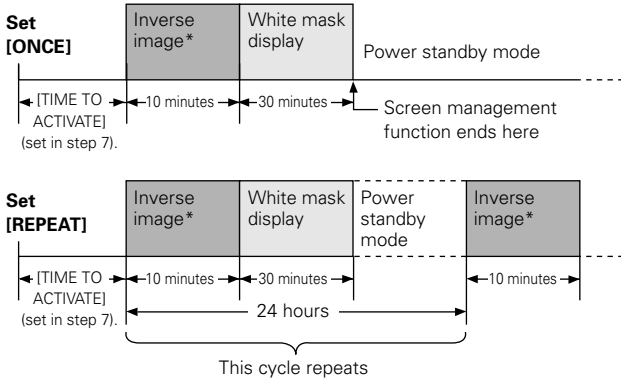 Set
[ONCE]
Inverse
image*
White mask
display
Power standby mode
[TIME TO
ACTIVATE]
(set in step 7).
10 minutes
30 minutes
Screen management
function ends here
Set
[REPEAT]
Inverse
image*
White mask
display
Power
standby
mode
Inverse
image*
[TIME TO
ACTIVATE]
(set in step 7).
10 minutes
30 minutes
10 minutes
24 hours
This cycle repeats